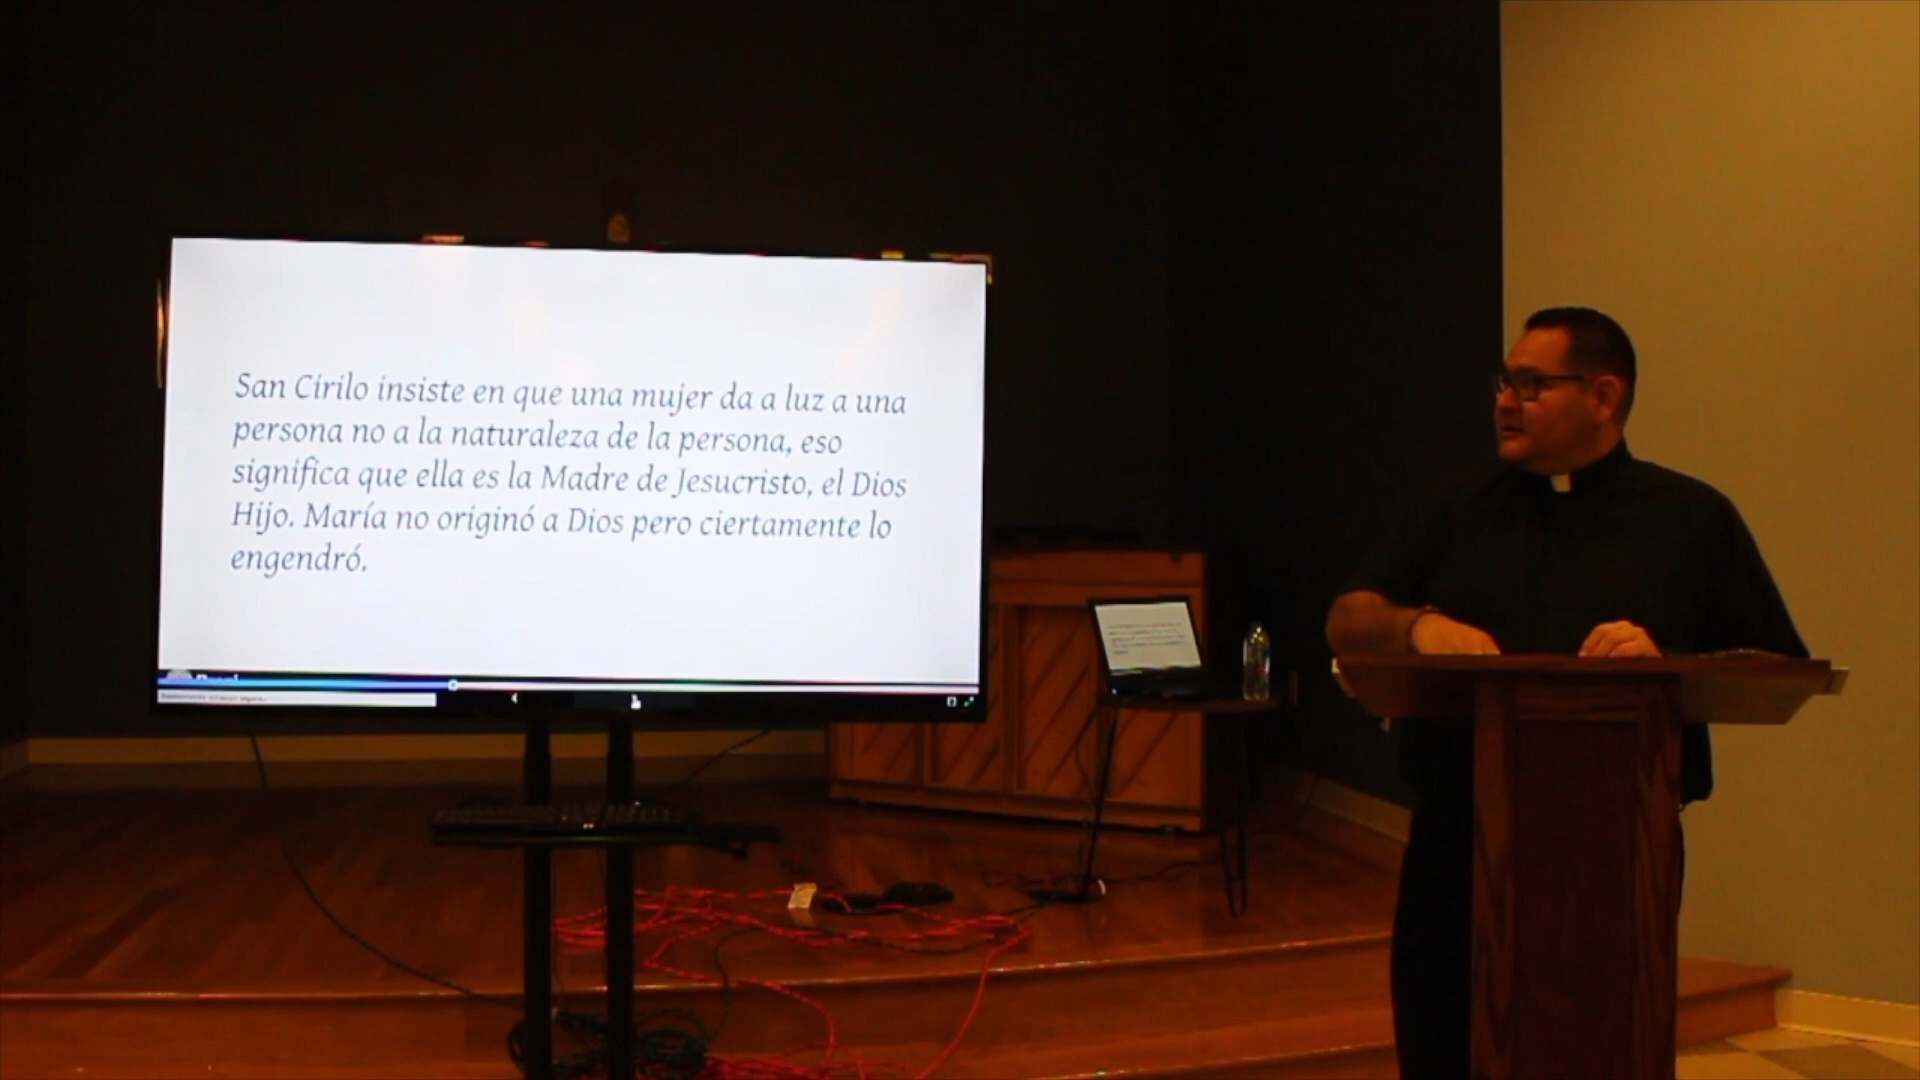 San Cirilo insiste en que una mujer da a luz a una
persona no a la naturaleza de la persona, eso
significa que ella es la Madre de Jesucristo, el Dios
Hijo. María no originó a Dios pero ciertamente lo
engendró.